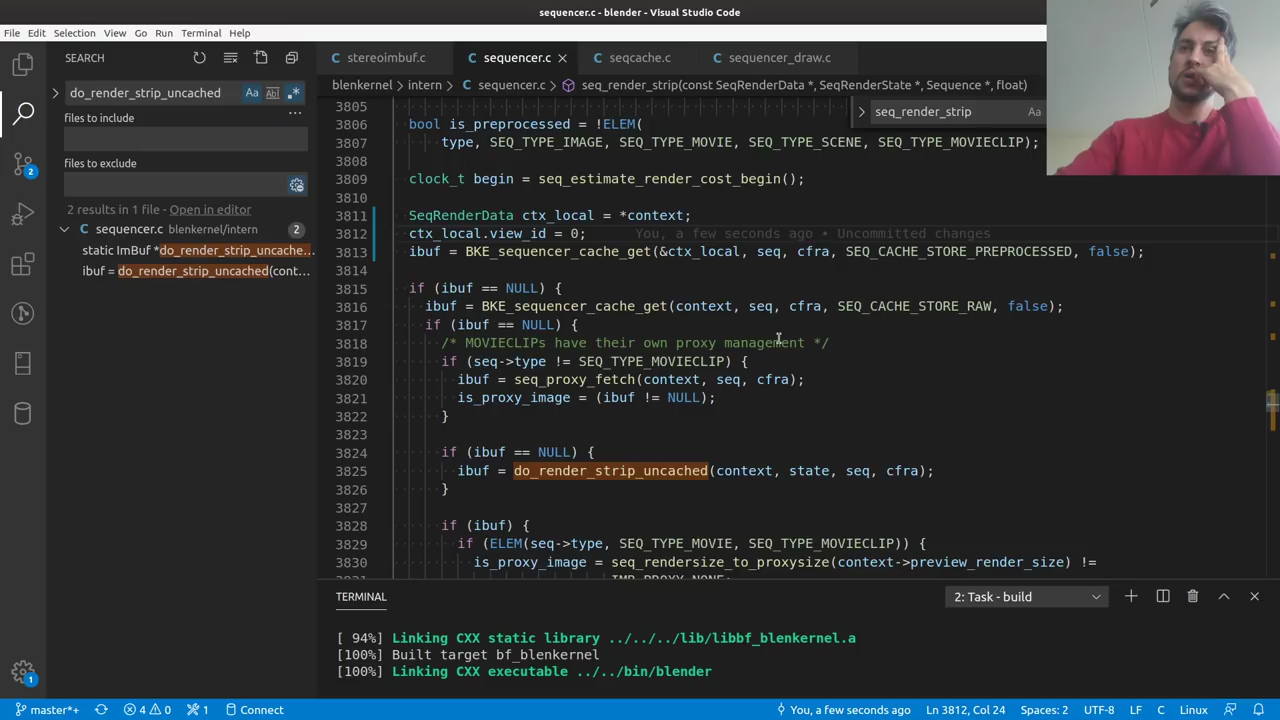 sequencer.c - blender - Visual Studio Code
File Edit Selection View Go Run Terminal Help
SEARCH
do_render_strip_uncached
Aa
files to include
files to exclude
2 results in 1 file - Open in editor
sequencer.c blenkernel/intern 2
static ImBuf *do_render_strip_uncache...
ibuf = do_render_strip_uncached(cont...
stereoimbuf.c
sequencer.c
seqcache.c
sequencer_draw.c
blenkernel > intern > sequencer.c > seq_render_strip(const SeqRenderData *, SeqRenderState *, Sequence *, float)
seq_render_strip Aa
3805
3806 bool is_preprocessed = !ELEM(
3807 type, SEQ_TYPE_IMAGE, SEQ_TYPE_MOVIE, SEQ_TYPE_SCENE, SEQ_TYPE_MOVIECLIP);
3808
3809 clock_t begin = seq_estimate_render_cost_begin();
3810
3811 SeqRenderData ctx_local = *context;
3812 ctx_local.view_id = 0; You, a few seconds ago • Uncommitted changes
3813 ibuf = BKE_sequencer_cache_get(&ctx_local, seq, cfra, SEQ_CACHE_STORE_PREPROCESSED, false);
3814
3815 if (ibuf == NULL) {
3816 ibuf = BKE_sequencer_cache_get(context, seq, cfra, SEQ_CACHE_STORE_RAW, false);
3817 if (ibuf == NULL) {
3818 /* MOVIECLIPs have their own proxy management */
3819 if (seq->type != SEQ_TYPE_MOVIECLIP) {
3820 ibuf = seq_proxy_fetch(context, seq, cfra);
3821 is_proxy_image = (ibuf != NULL);
3822 }
3823
3824 if (ibuf == NULL) {
3825 ibuf = do_render_strip_uncached(context, state, seq, cfra);
3826 }
3827
3828 if (ibuf) {
3829 if (ELEM(seq->type, SEQ_TYPE_MOVIE, SEQ_TYPE_MOVIECLIP)) {
3830 is_proxy_image = seq_rendersize_to_proxysize(context->preview_render_size) !=
TERMINAL
2: Task - build
[ 94%] Linking CXX static library ../../../lib/libbf_blenkernel.a
[100%] Built target bf_blenkernel
[100%] Linking CXX executable ../../bin/blender
2
1
master*+
4
0
1
Connect
You, a few seconds ago
Ln 3812, Col 24
Spaces: 2
UTF-8
LF
C
Linux